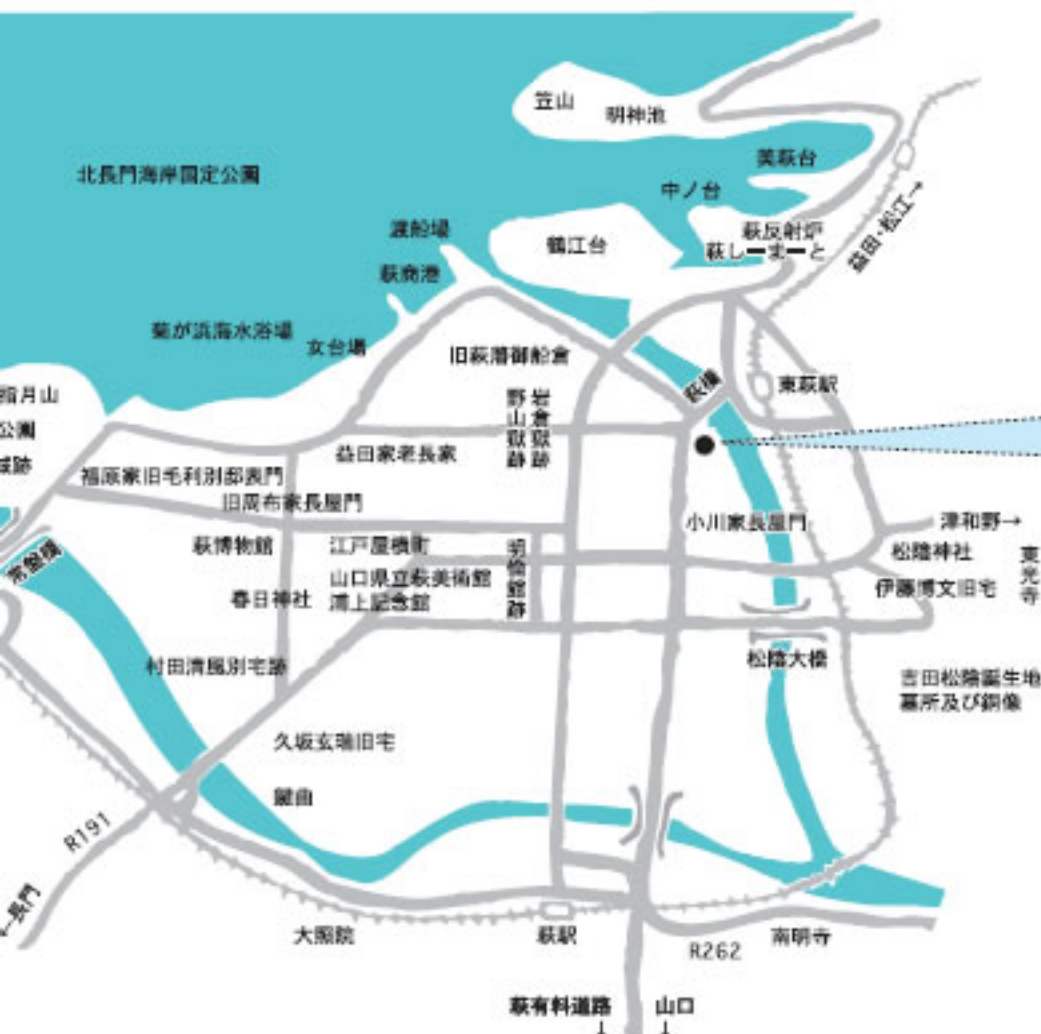 笠山
明神池
美萩台
北長門海岸国定公園
中ノ台
渡船場
鶴江台
萩反射炉
萩しーまーと
益田・松江→
萩商港
菊が浜海水浴場
女台場
旧萩藩御船倉
東萩駅
萩橋
指月山
公園
城跡
野山獄跡
岩倉獄跡
益田家老長家
福原家旧毛利別邸表門
旧周布家長屋門
小川家長屋門
津和野→
萩博物館
江戸屋横町
明倫館跡
松陰神社
東光寺
常盤橋
山口県立萩美術館
浦上記念館
伊藤博文旧宅
春日神社
村田清風別宅跡
松陰大橋
吉田松陰誕生地
墓所及び銅像
久坂玄瑞旧宅
鍵曲
R191
←長門
大照院
萩駅
R262
南明寺
萩有料道路
↓
山口
↓